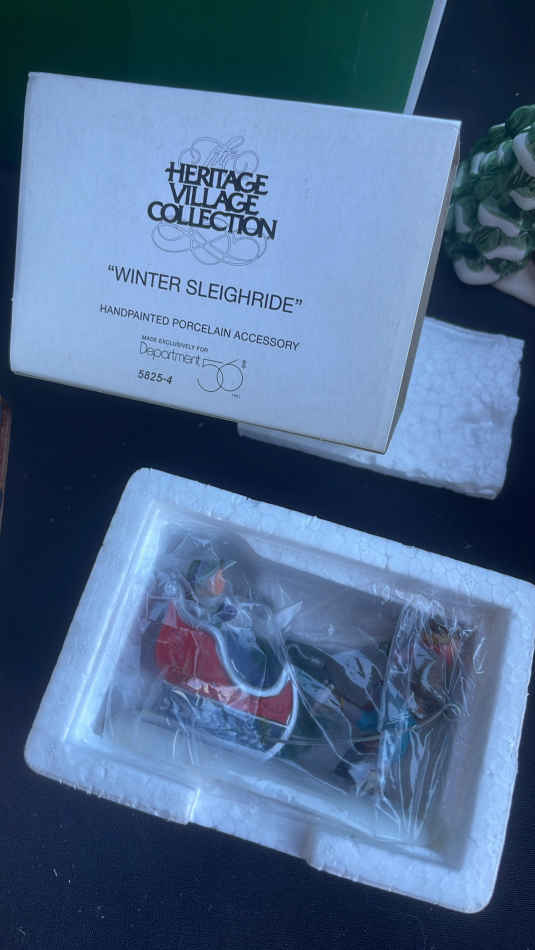 The
HERITAGE
VILLAGE
COLLECTION
“WINTER SLEIGHRIDE”
HANDPAINTED PORCELAIN ACCESSORY
MADE EXCLUSIVELY FOR
Department 56
5825-4